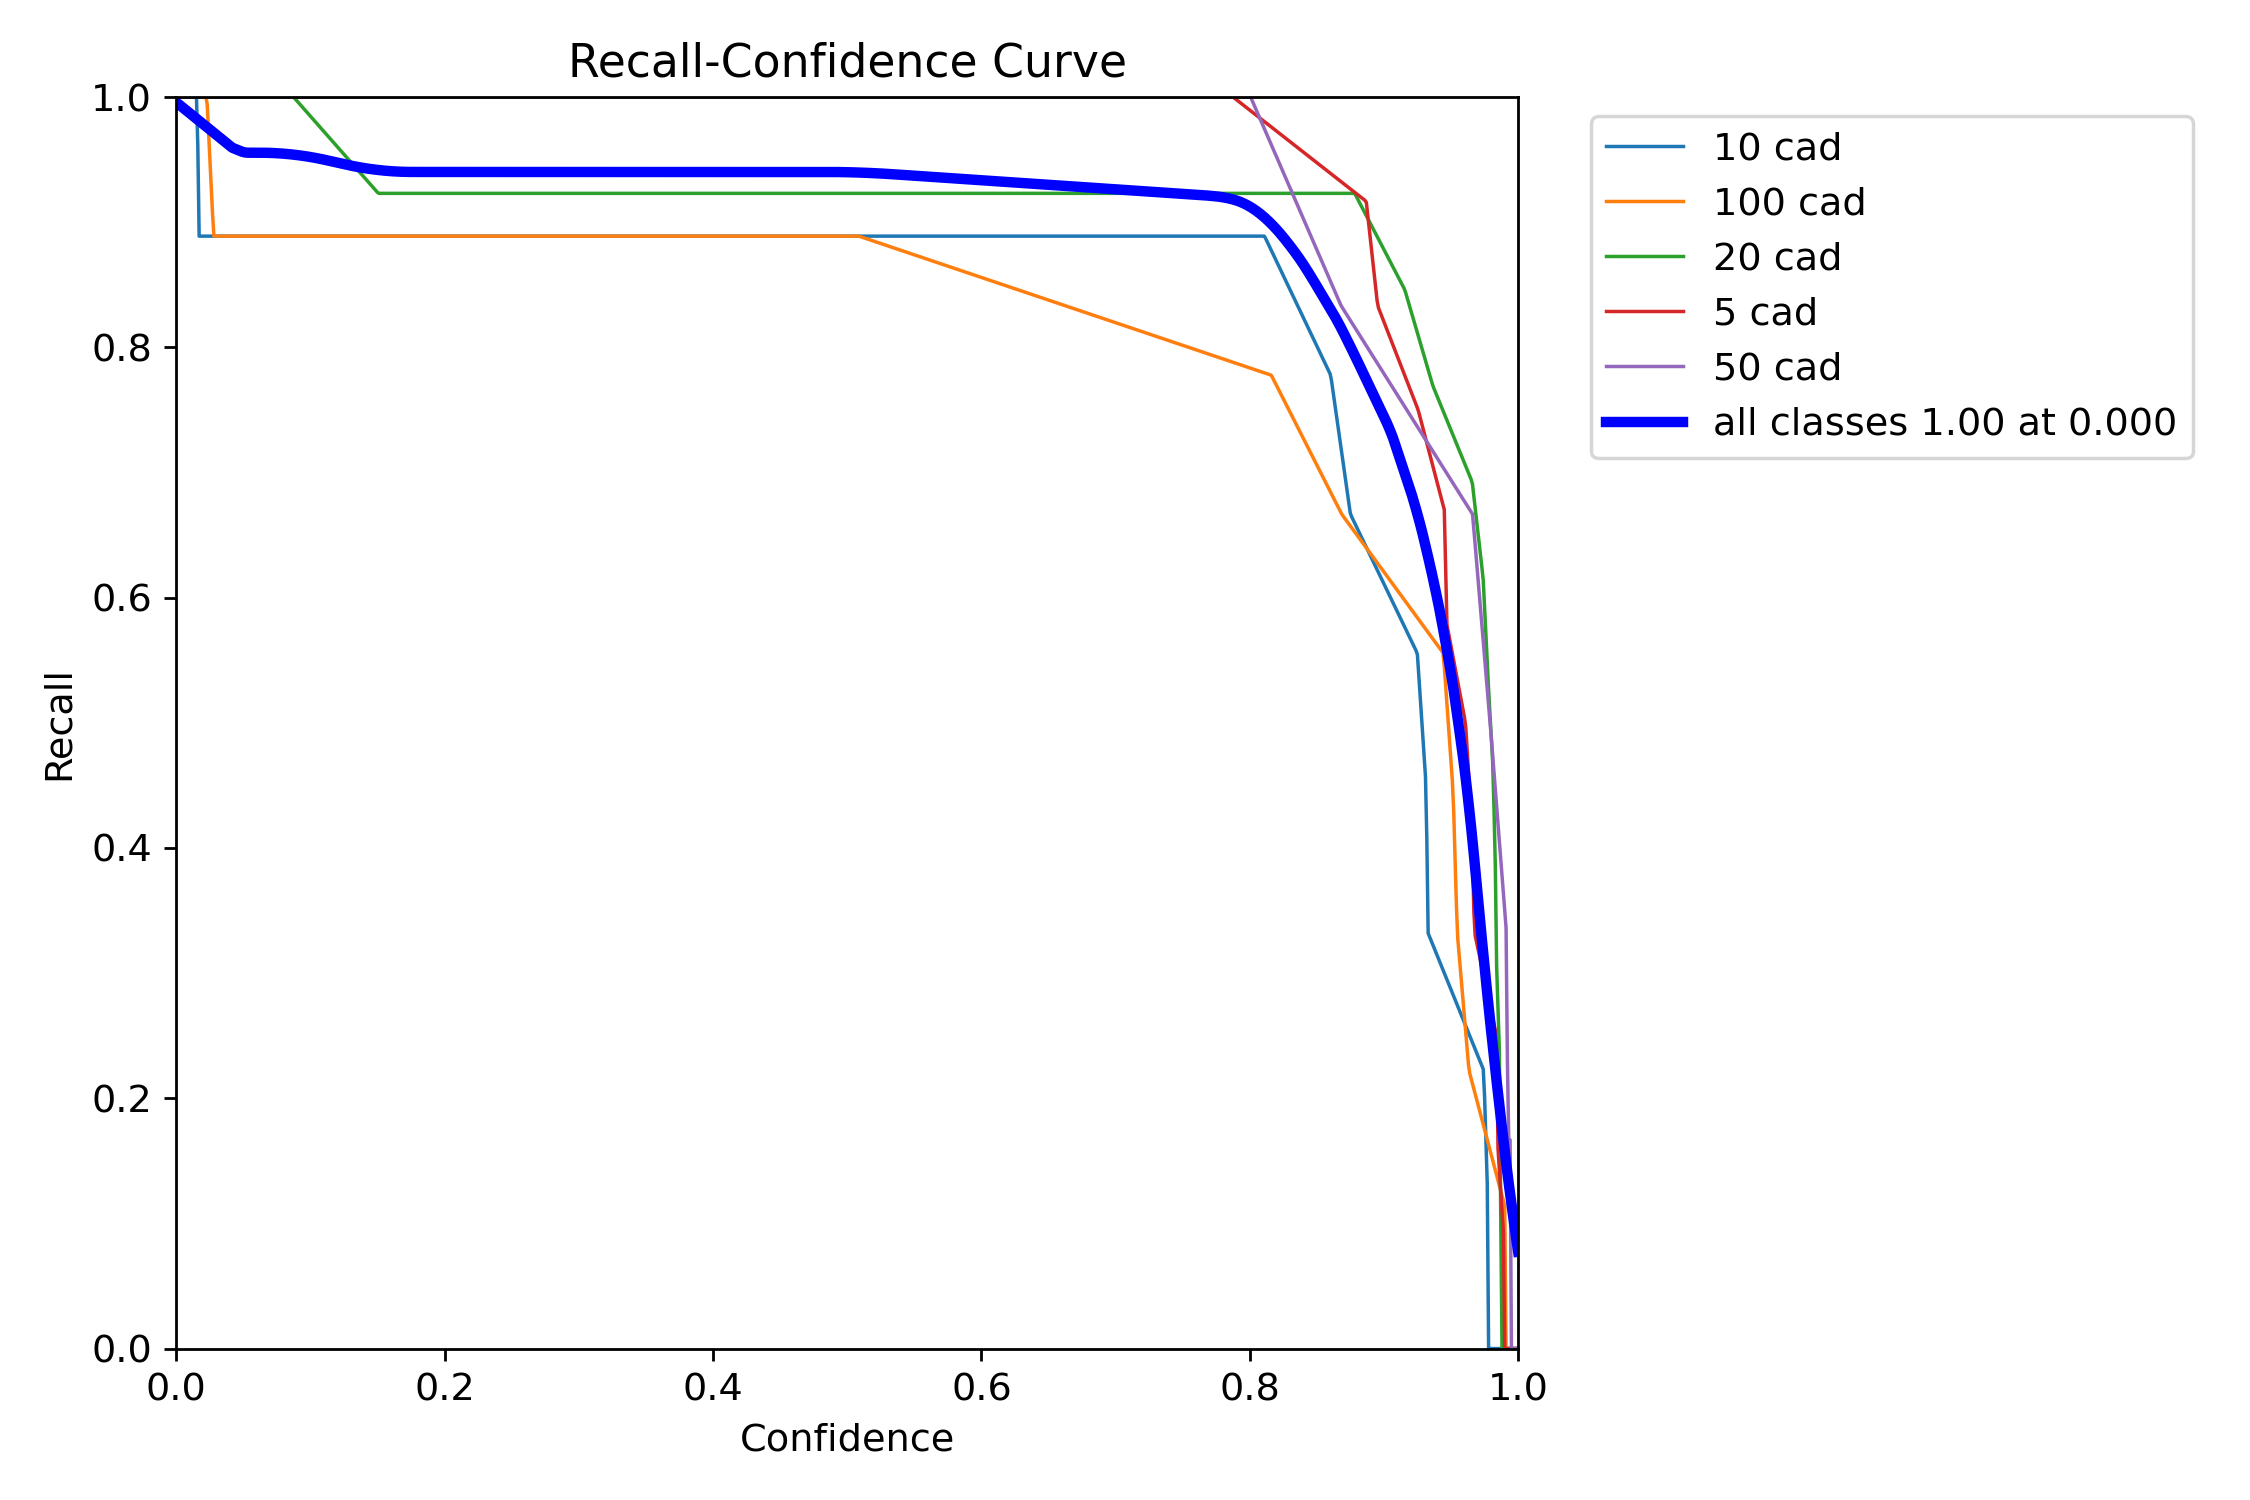 Recall-Confidence Curve
1.0
0.8
0.6
0.4
0.2
0.0
Recall
0.0 0.2 0.4 0.6 0.8 1.0
Confidence
10 cad
100 cad
20 cad
5 cad
50 cad
all classes 1.00 at 0.000